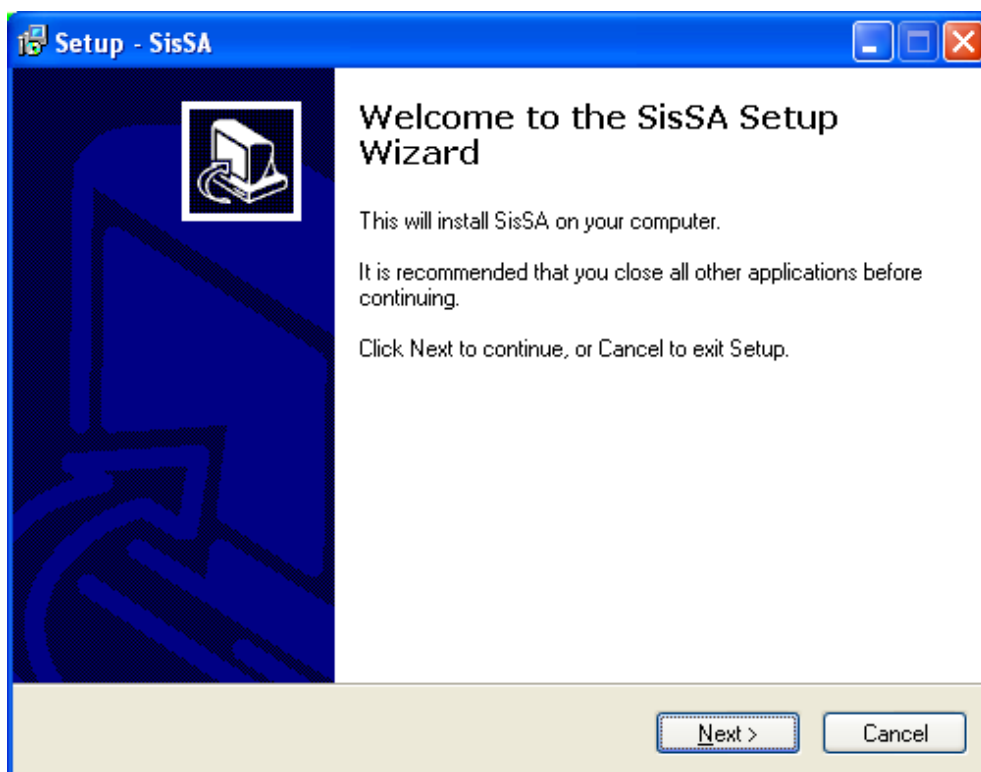 Setup - SisSA
Welcome to the SisSA Setup
Wizard
This will install SisSA on your computer.
It is recommended that you close all other applications before
continuing.
Click Next to continue, or Cancel to exit Setup.
Next >
Cancel